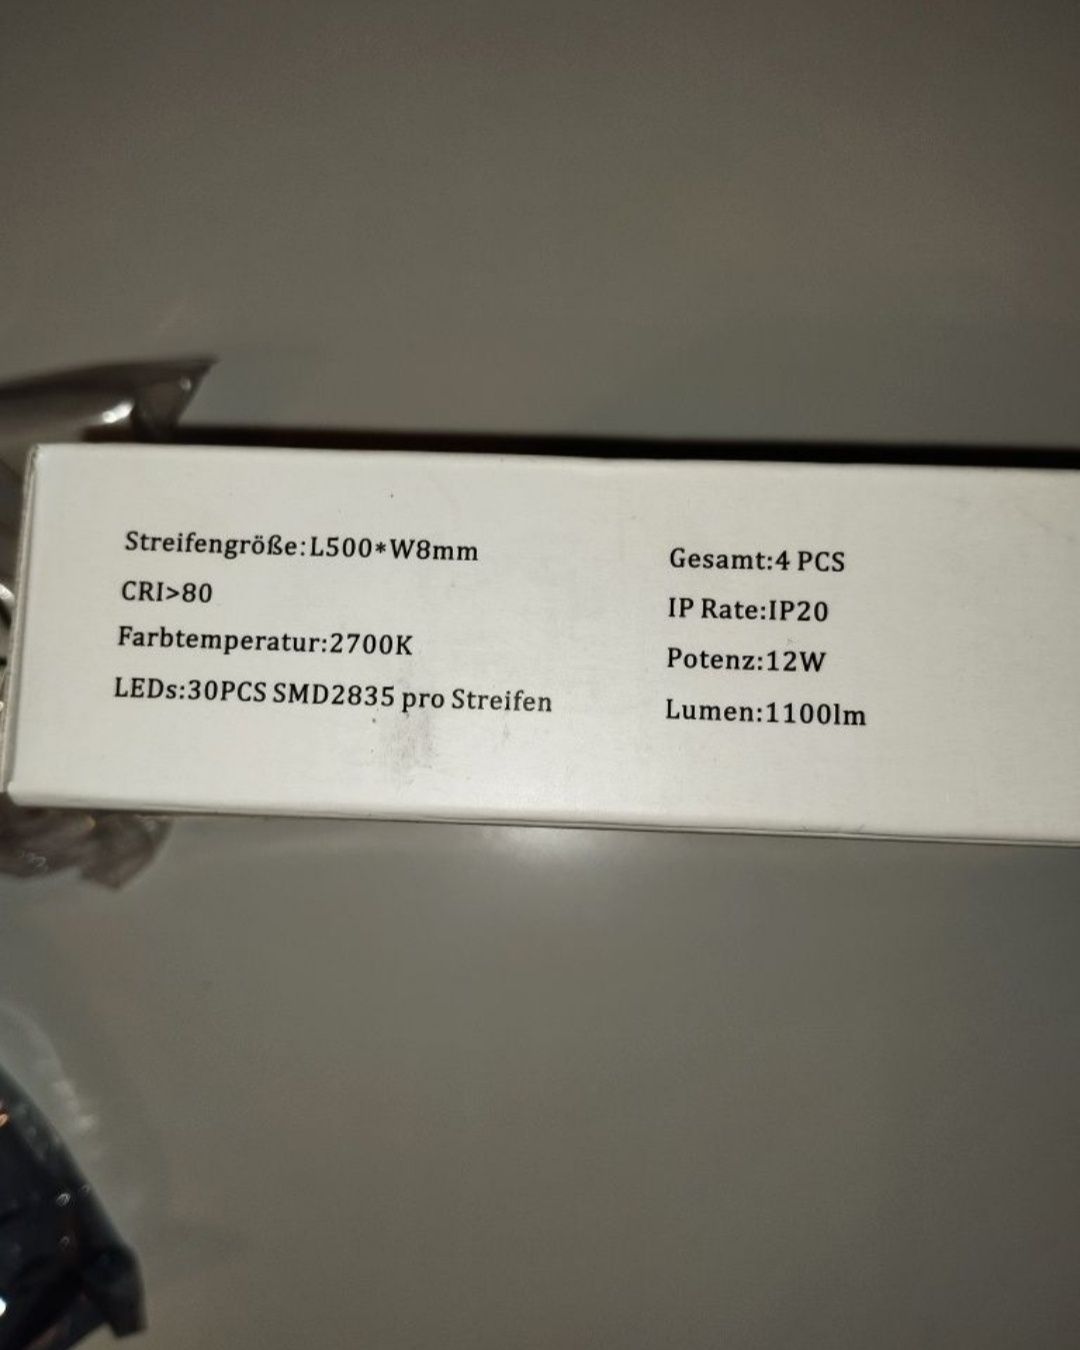 Streifengröße:L500*W8mm
CRI>80
Farbtemperatur:2700K
LEDs:30PCS SMD2835 pro Streifen
Gesamt:4 PCS
IP Rate:IP20
Potenz:12W
Lumen:1100lm